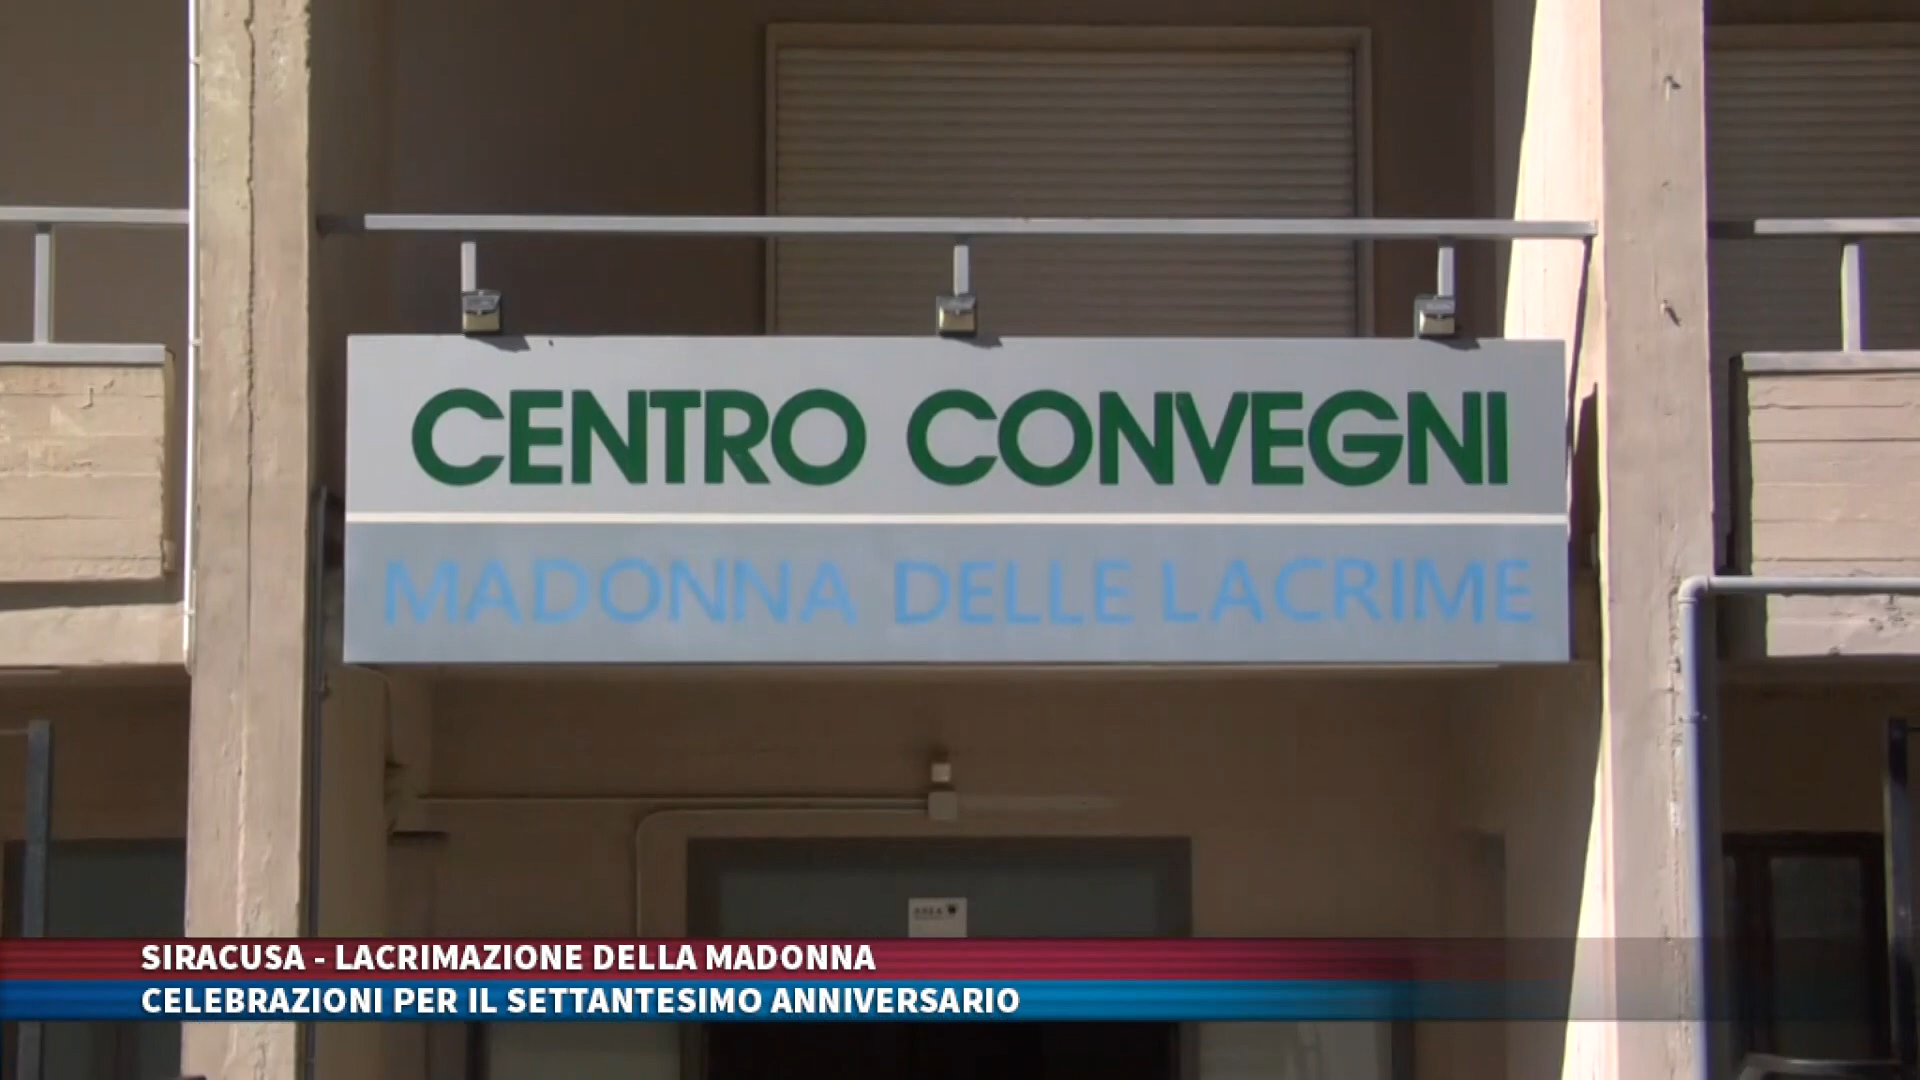 CENTRO CONVEGNI
MADONNA DELLE LACRIME
SIRACUSA - LACRIMAZIONE DELLA MADONNA
CELEBRAZIONI PER IL SETTANTESIMO ANNIVERSARIO